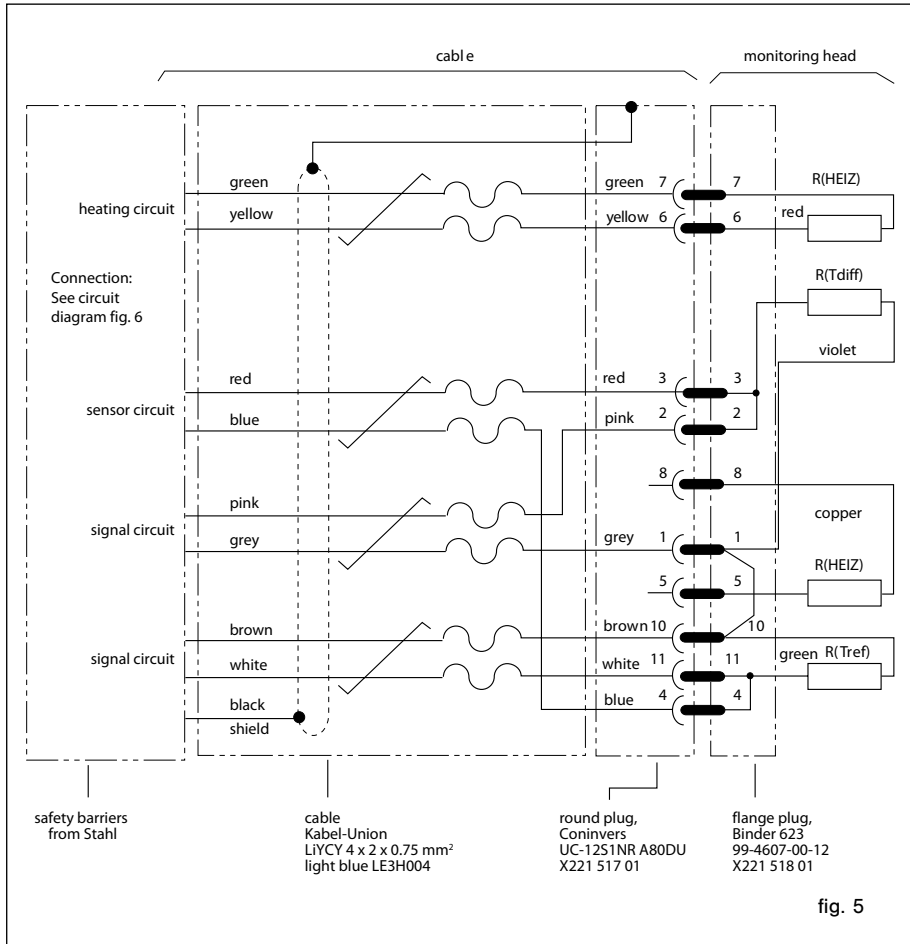 cable
monitoring head
green
green 7
7
R(HEIZ)
heating circuit
yellow
yellow 6
6
red
Connection:
See circuit
diagram fig. 6
R(Tdiff)
violet
red
red
3
3
sensor circuit
blue
pink
2
2
8
8
pink
copper
signal circuit
grey
grey
1
1
R(HEIZ)
5
5
brown
brown 10
10
signal circuit
white
white 11
11
green R(Tref)
black
blue
4
4
shield
safety barriers
from Stahl
cable
Kabel-Union
LiYCY 4 x 2 x 0.75 mm²
light blue LE3H004
round plug,
Coninvers
UC-12S1NR A80DU
X221 517 01
flange plug,
Binder 623
99-4607-00-12
X221 518 01
fig. 5